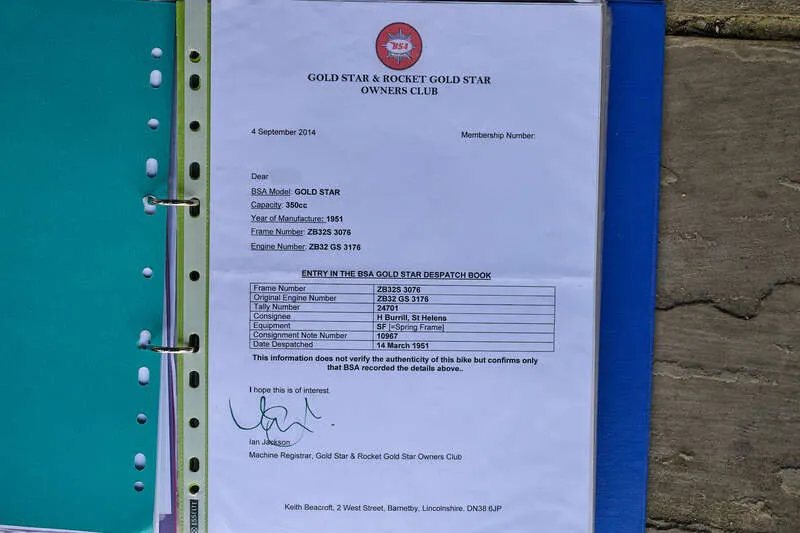 BSA
GOLD STAR & ROCKET GOLD STAR
OWNERS CLUB
4 September 2014
Membership Number:
Dear
BSA Model: GOLD STAR
Capacity: 350cc
Year of Manufacture: 1951
Frame Number: ZB32S 3076
Engine Number: ZB32 GS 3176
ENTRY IN THE BSA GOLD STAR DESPATCH BOOK
Frame Number ZB32S 3076
Original Engine Number ZB32 GS 3176
Tally Number 24701
Consignee H Burrill, St Helens
Equipment SF [=Spring Frame]
Consignment Note Number 10967
Date Despatched 14 March 1951
This information does not verify the authenticity of this bike but confirms only
that BSA recorded the details above..
I hope this is of interest.
Ian Jackson
Machine Registrar, Gold Star & Rocket Gold Star Owners Club
Keith Beacroft, 2 West Street, Barnetby, Lincolnshire. DN38 6JP
ESSELTE